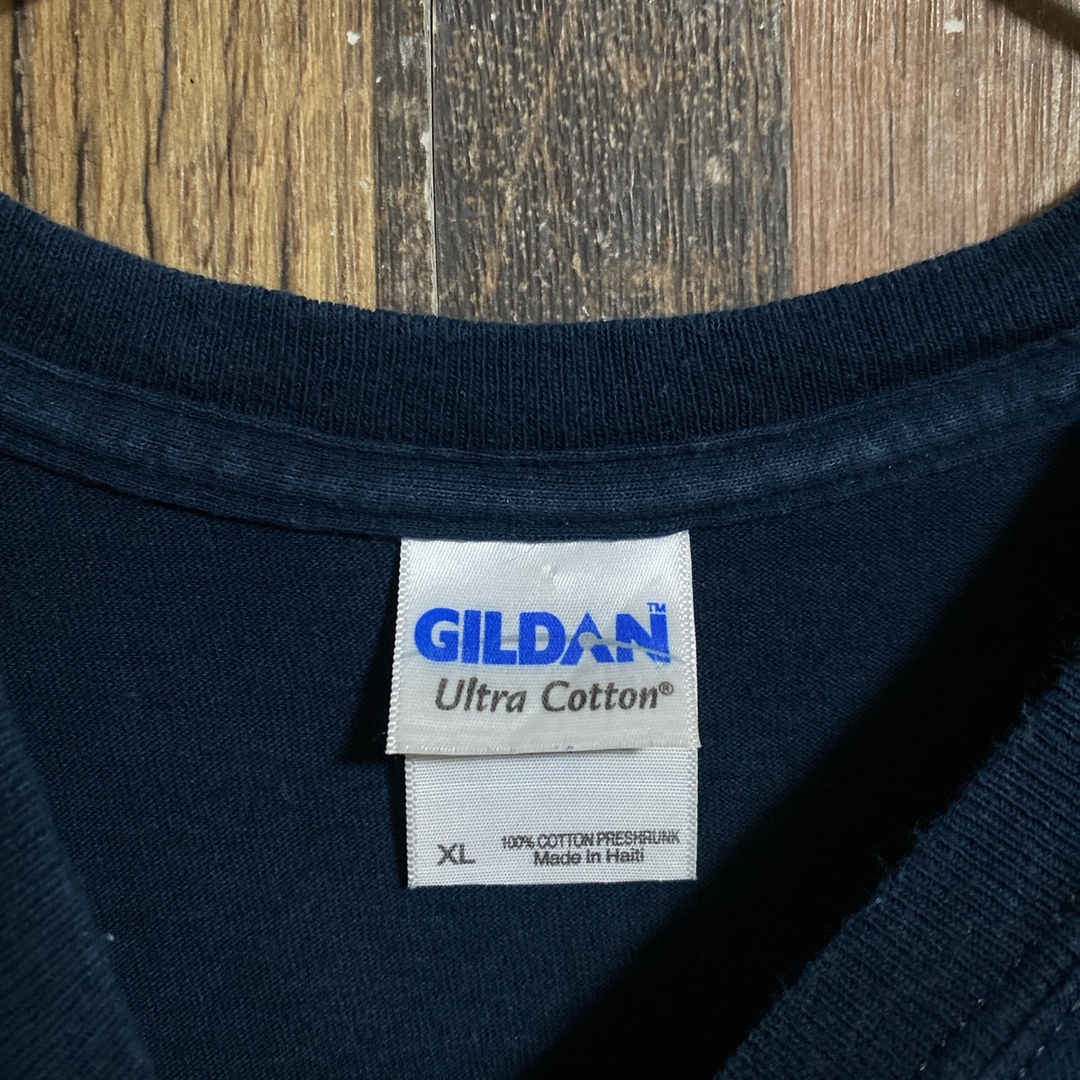 GILDAN™
Ultra Cotton®
XL
100% COTTON PRESHRUNK
Made in Haiti